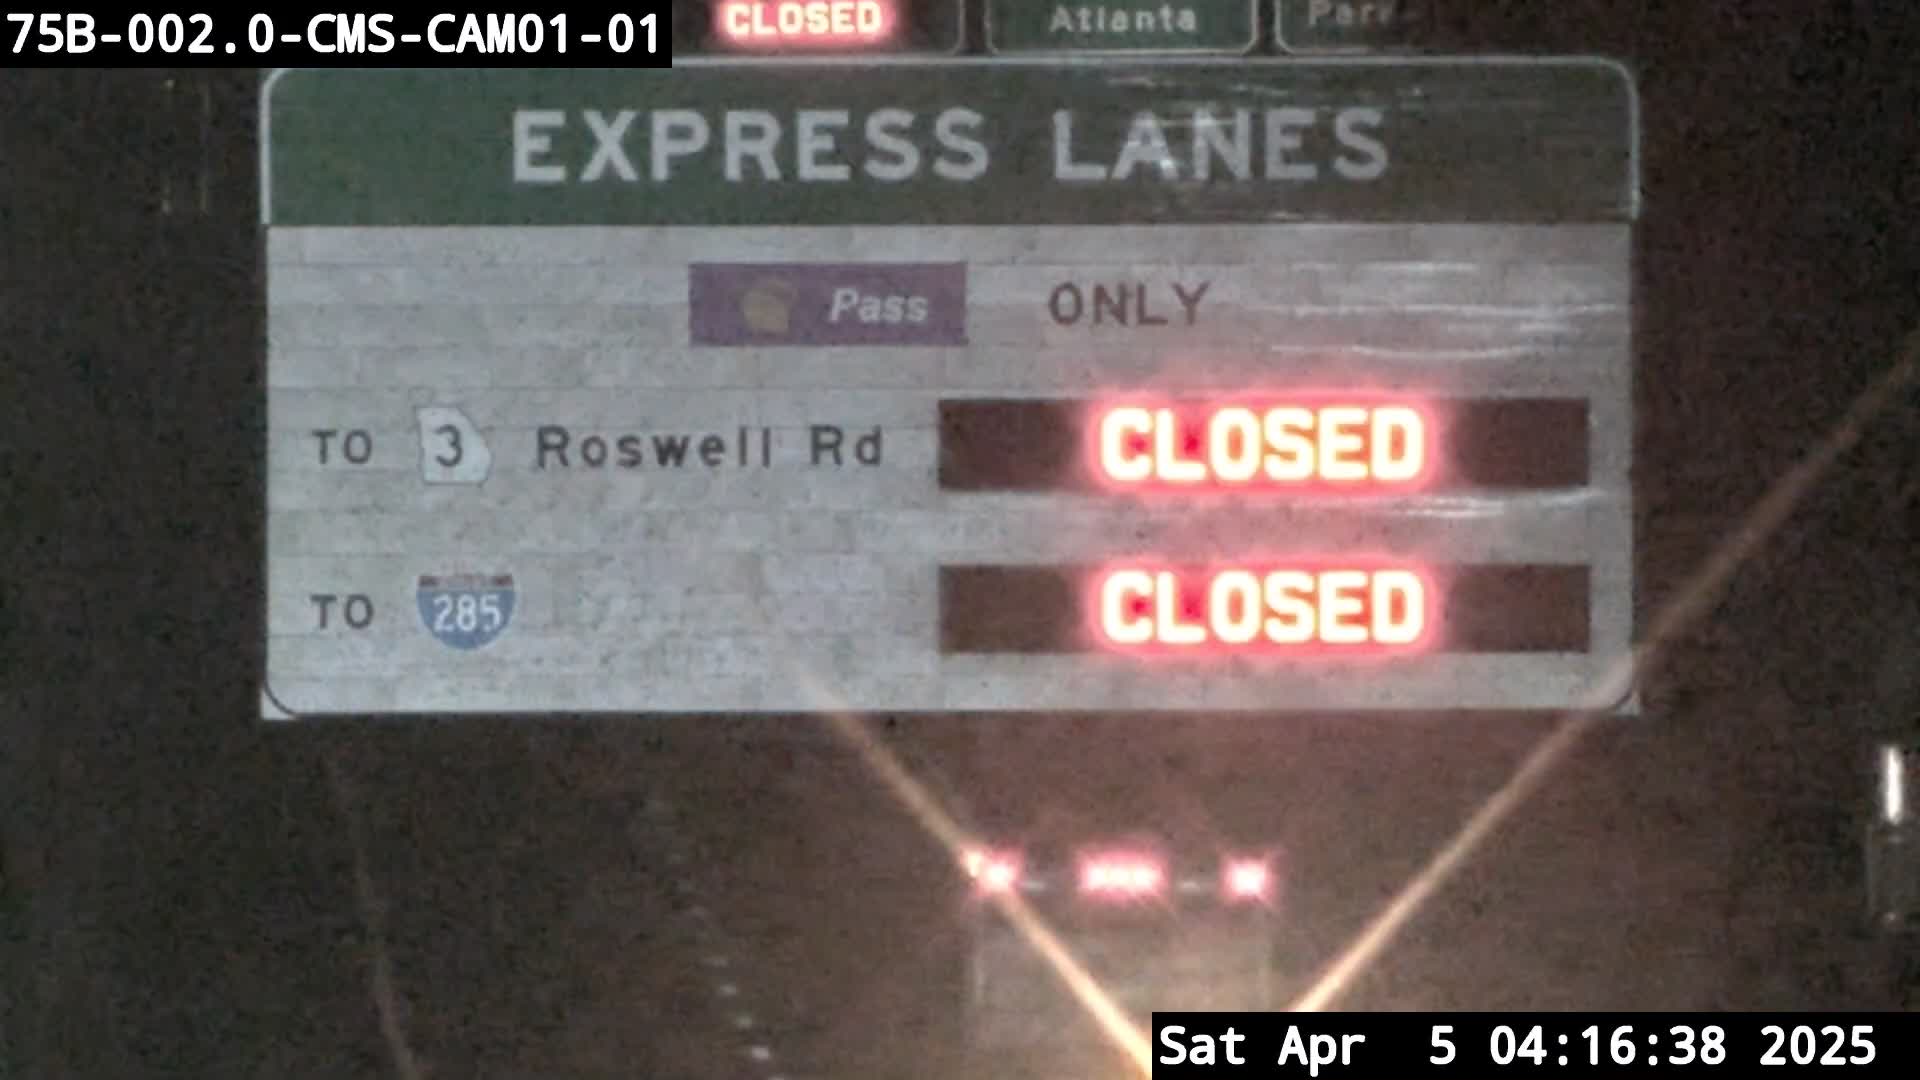 75B-002.0-CMS-CAM01-01
CLOSED
Atlanta
EXPRESS LANES
Pass ONLY
TO 3 Roswell Rd CLOSED
TO 285 CLOSED
Sat Apr 5 04:16:38 2025